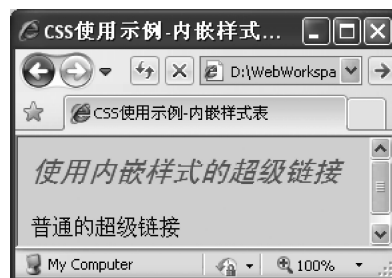 CSS使用示例-内嵌样式表...
D:\WebWorkspa
CSS使用示例-内嵌样式表
使用内嵌样式的超级链接
普通的超级链接
My Computer
100%